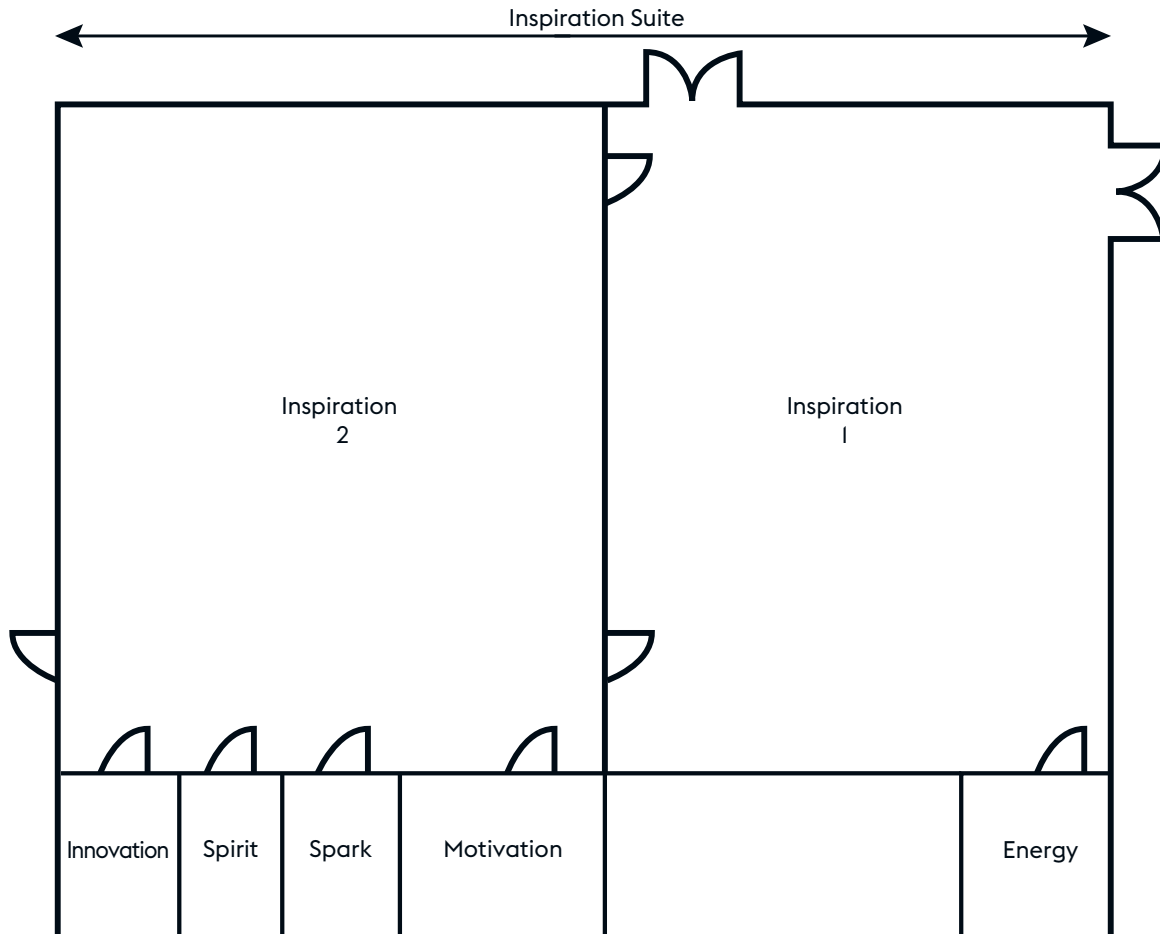 Inspiration Suite
Inspiration
2
Inspiration
1
Innovation
Spirit
Spark
Motivation
Energy